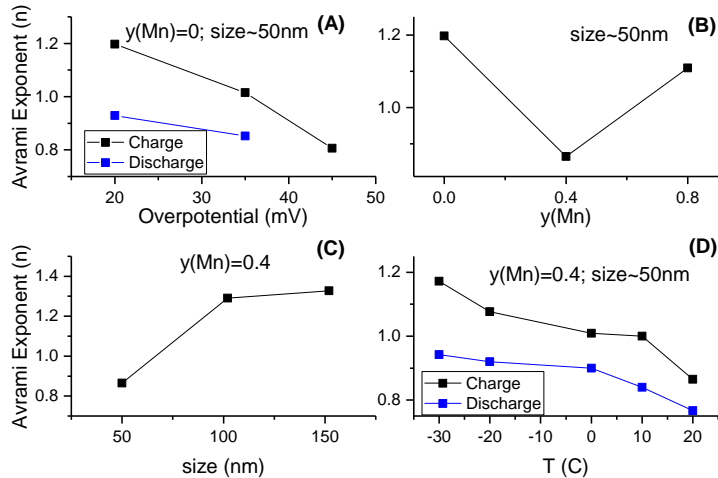 y(Mn)=0; size~50nm
(A)
1.2
1.0
0.8
Avrami Exponent (n)
Charge
Discharge
10 20 30 40 50
Overpotential (mV)
(B)
size~50nm
1.2
1.0
0.0 0.4 0.8
y(Mn)
(C)
y(Mn)=0.4
1.4
1.2
1.0
0.8
Avrami Exponent (n)
50 100 150
size (nm)
(D)
y(Mn)=0.4; size~50nm
1.2
1.0
0.8
Charge
Discharge
-30 -20 -10 0 10 20
T (C)